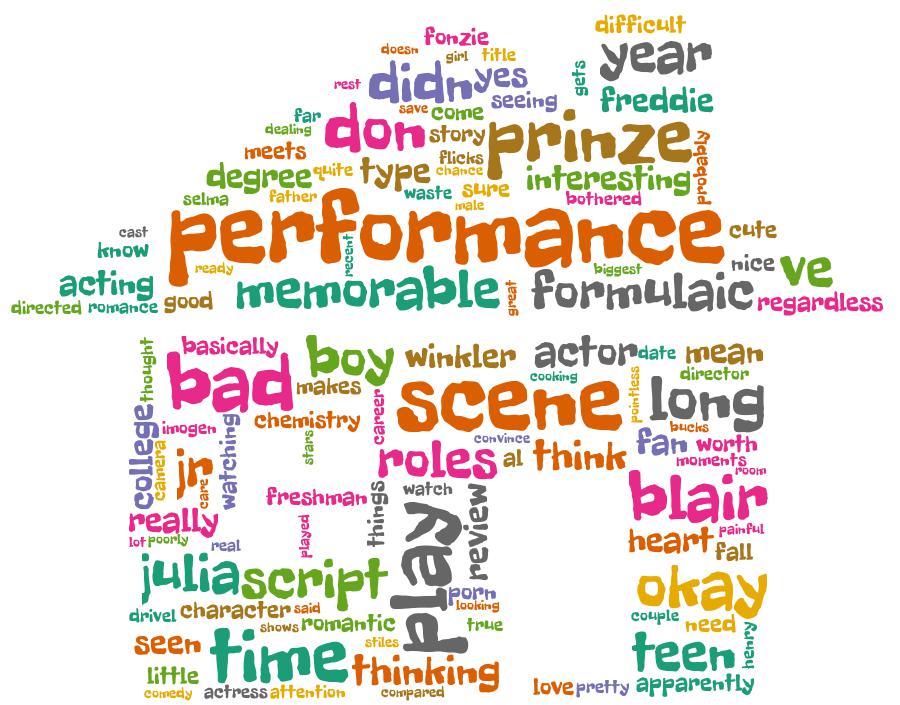 difficult
fonzie
year
doesn
girl
title
didn
yes
gets
rest
seeing
freddie
save
come
far
don
story
prinze
dealing
probably
meets
flicks
degree
quite
type
chance
interesting
selma
father
waste
sure
bothered
male
performance
cute
cast
know
recent
ready
nice
ve
biggest
acting
memorable
great
formulaic
regardless
directed
romance
good
thought
basically
boy
winkler
actor
date
mean
bad
makes
cooking
director
scene
pointless
long
career
college
imogen
watching
chemistry
stars
bucks
camera
convince
fan
worth
jr
care
roles
al
think
moments
room
freshman
things
watch
blair
really
played
play
review
painful
lot
poorly
real
heart
fall
julia
script
porn
okay
looking
drivel
character
said
couple
shows
romantic
true
need
seen
time
stiles
teen
henry
little
thinking
comedy
actress
attention
compared
love
pretty
apparently